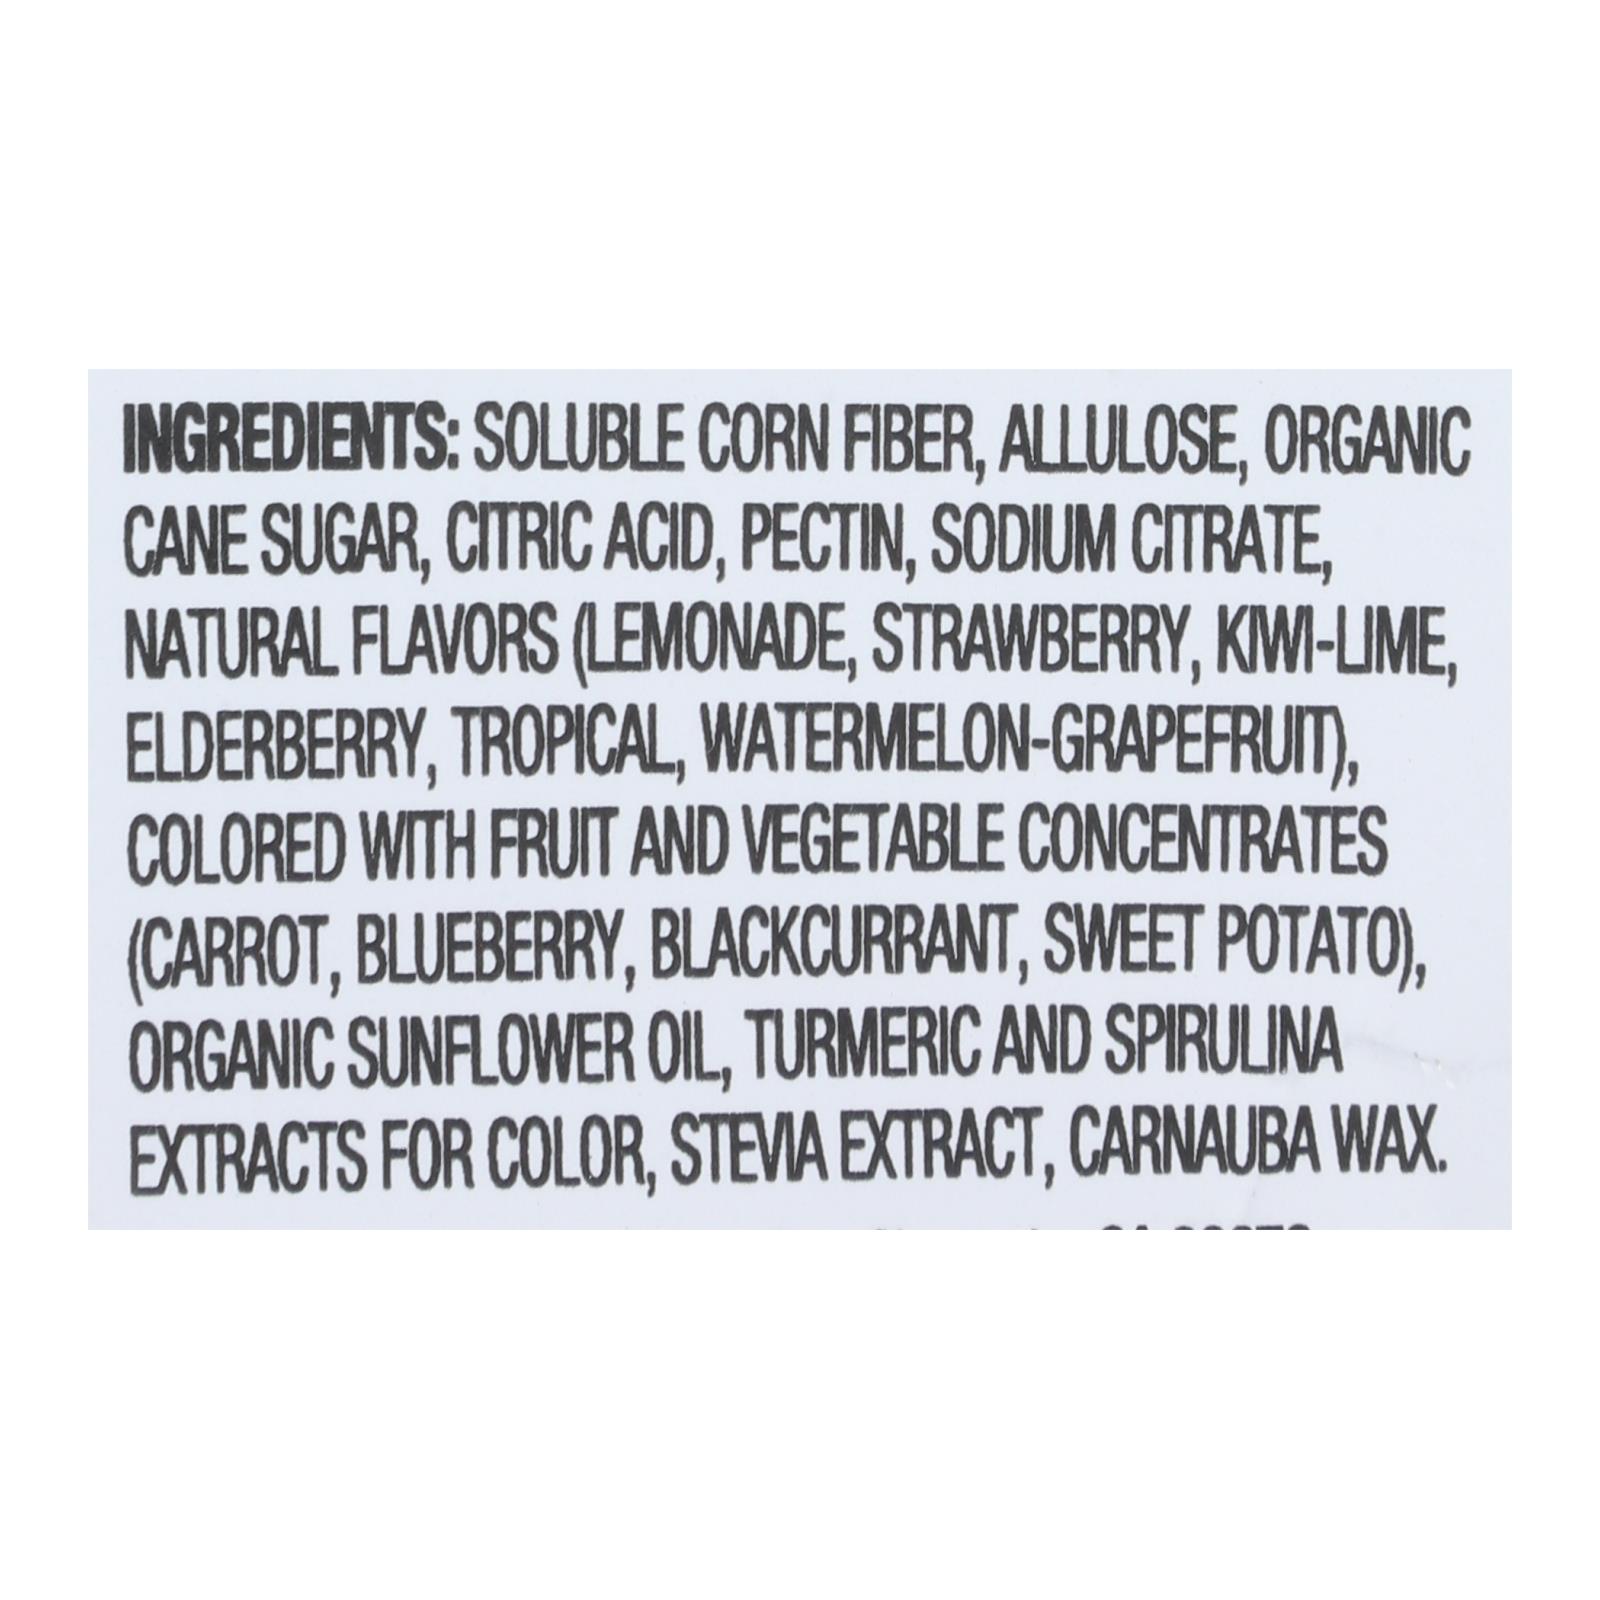 INGREDIENTS: SOLUBLE CORN FIBER, ALLULOSE, ORGANIC
CANE SUGAR, CITRIC ACID, PECTIN, SODIUM CITRATE,
NATURAL FLAVORS (LEMONADE, STRAWBERRY, KIWI-LIME,
ELDERBERRY, TROPICAL, WATERMELON-GRAPEFRUIT),
COLORED WITH FRUIT AND VEGETABLE CONCENTRATES
(CARROT, BLUEBERRY, BLACKCURRANT, SWEET POTATO),
ORGANIC SUNFLOWER OIL, TURMERIC AND SPIRULINA
EXTRACTS FOR COLOR, STEVIA EXTRACT, CARNAUBA WAX.